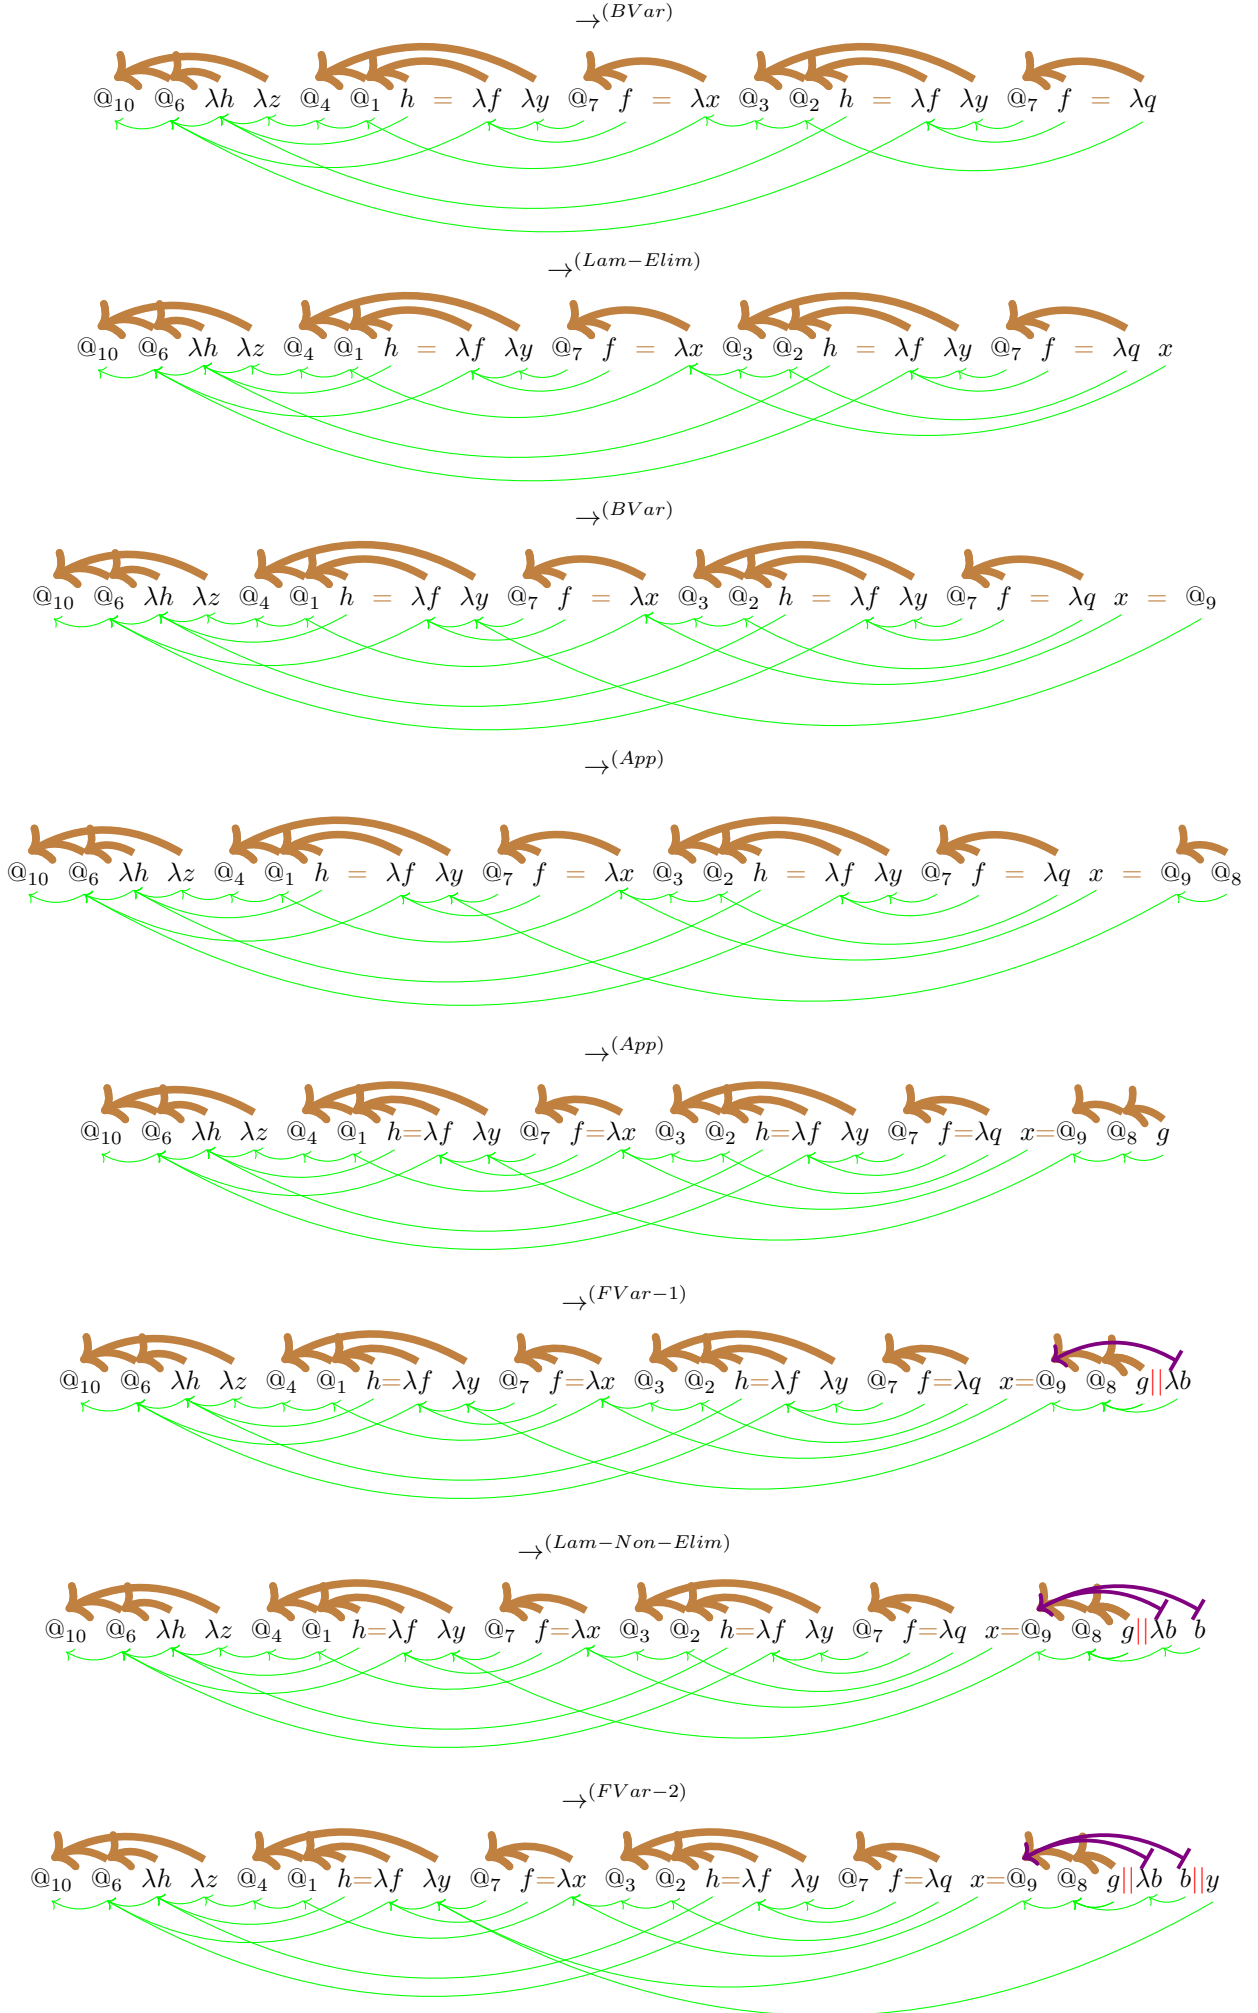 →(BVar)
@10 @6 λh λz @4 @1 h = λf λy @7 f = λx @3 @2 h = λf λy @7 f = λq
→(Lam−Elim)
@10 @6 λh λz @4 @1 h = λf λy @7 f = λx @3 @2 h = λf λy @7 f = λq x
→(BVar)
@10 @6 λh λz @4 @1 h = λf λy @7 f = λx @3 @2 h = λf λy @7 f = λq x = @9
→(App)
@10 @6 λh λz @4 @1 h = λf λy @7 f = λx @3 @2 h = λf λy @7 f = λq x = @9 @8
→(App)
@10 @6 λh λz @4 @1 h=λf λy @7 f=λx @3 @2 h=λf λy @7 f=λq x=@9 @8 g
→(FVar−1)
@10 @6 λh λz @4 @1 h=λf λy @7 f=λx @3 @2 h=λf λy @7 f=λq x=@9 @8 g||λb
→(Lam−Non−Elim)
@10 @6 λh λz @4 @1 h=λf λy @7 f=λx @3 @2 h=λf λy @7 f=λq x=@9 @8 g||λb b
→(FVar−2)
@10 @6 λh λz @4 @1 h=λf λy @7 f=λx @3 @2 h=λf λy @7 f=λq x=@9 @8 g||λb b||y